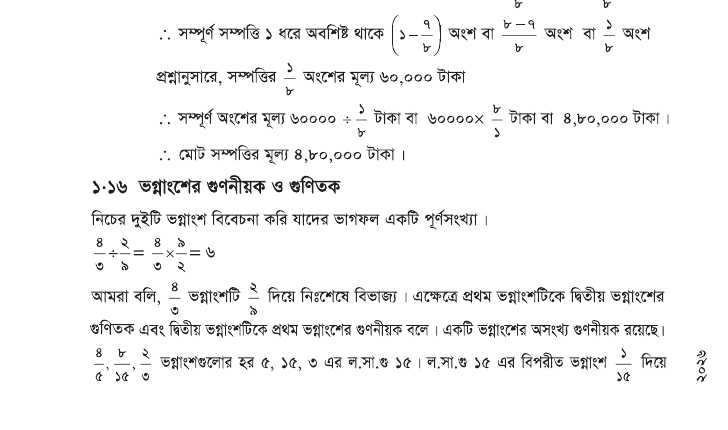 ৮ ৮
∴ সম্পূর্ণ সম্পত্তি ১ ধরে অবশিষ্ট থাকে (১ − ৭/৮) অংশ বা (৮ − ৭)/৮ অংশ বা ১/৮ অংশ
প্রশ্নানুসারে, সম্পত্তির ১/৮ অংশের মূল্য ৬০,০০০ টাকা
∴ সম্পূর্ণ অংশের মূল্য ৬০০০০ ÷ ১/৮ টাকা বা ৬০০০০× ৮/১ টাকা বা ৪,৮০,০০০ টাকা।
∴ মোট সম্পত্তির মূল্য ৪,৮০,০০০ টাকা।
১·১৬ ভগ্নাংশের গুণনীয়ক ও গুণিতক
নিচের দুইটি ভগ্নাংশ বিবেচনা করি যাদের ভাগফল একটি পূর্ণসংখ্যা।
৪/৩ ÷ ২/৯ = ৪/৩ × ৯/২ = ৬
আমরা বলি, ৪/৩ ভগ্নাংশটি ২/৯ দিয়ে নিঃশেষে বিভাজ্য। এক্ষেত্রে প্রথম ভগ্নাংশটিকে দ্বিতীয় ভগ্নাংশের
গুণিতক এবং দ্বিতীয় ভগ্নাংশটিকে প্রথম ভগ্নাংশের গুণনীয়ক বলে। একটি ভগ্নাংশের অসংখ্য গুণনীয়ক রয়েছে।
৪/৫, ৮/১৫, ২/৩ ভগ্নাংশগুলোর হর ৫, ১৫, ৩ এর ল.সা.গু ১৫। ল.সা.গু ১৫ এর বিপরীত ভগ্নাংশ ১/১৫ দিয়ে
২০২৬